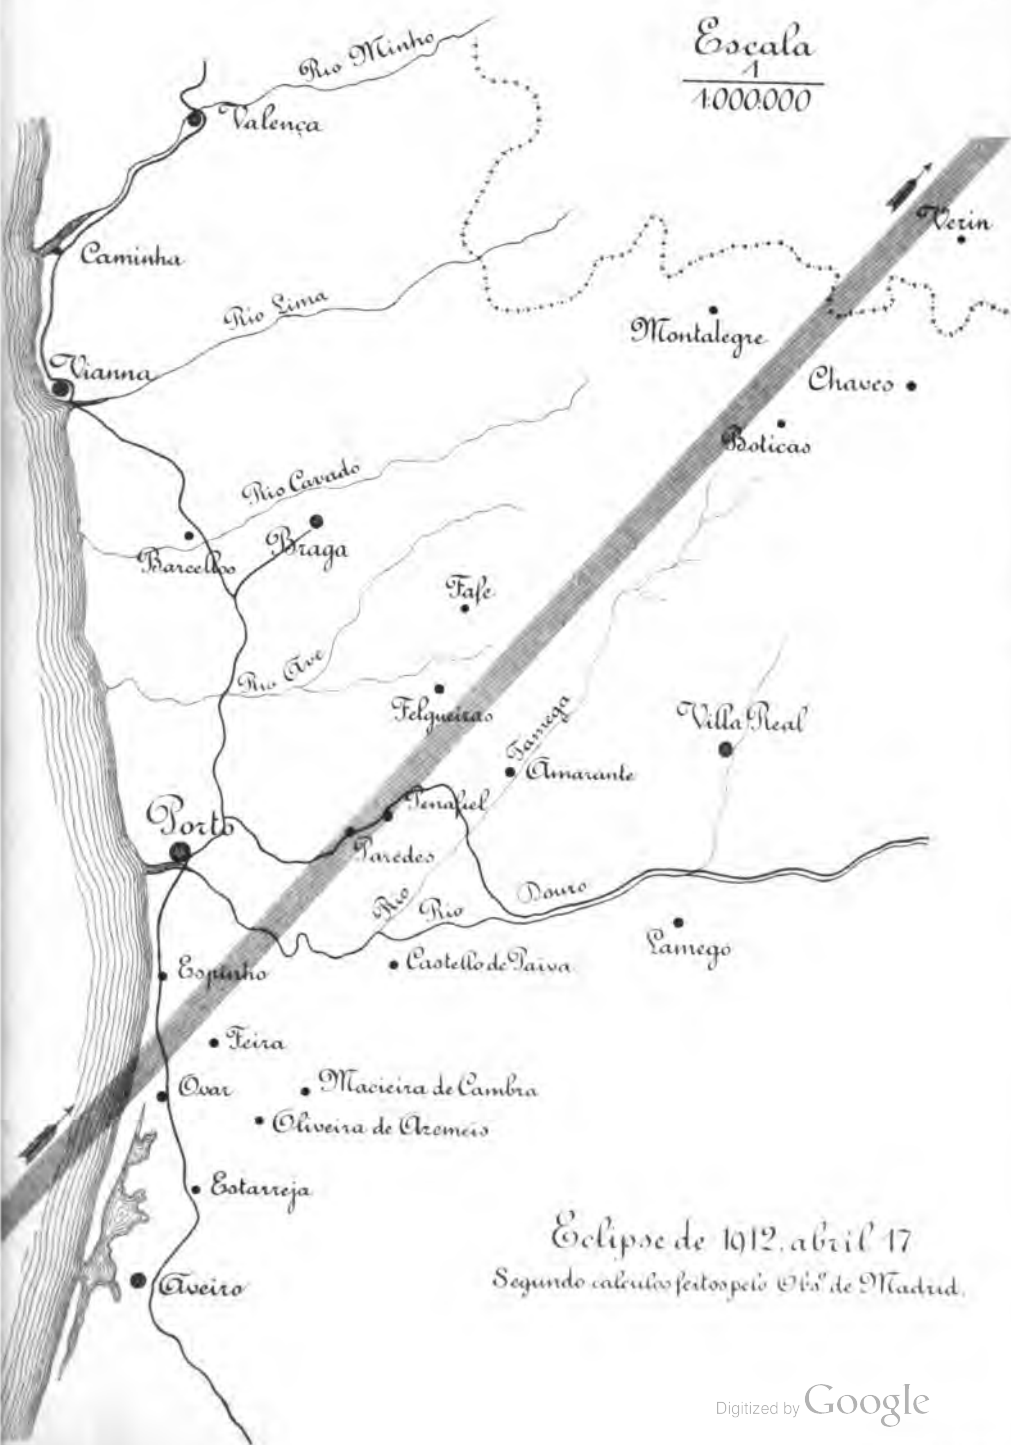 Escala
1
1:000.000
Rio Minho
Valença
Verin
Caminha
Rio Lima
Montalegre
Vianna
Chaves
Boticas
Rio Cavado
Barcellos
Braga
Fafe
Rio Ave
Felgueiras
Villa Real
Tamega
Amarante
Penafiel
Porto
Paredes
Rio
Rio
Douro
Lamego
Espinho
Castello de Paiva
Feira
Ovar
Macieira de Cambra
Oliveira de Azemeis
Estarreja
Eclipse de 1912, abril 17
Segundo calculos feitos pelo Obs.º de Madrid.
Aveiro
Digitized by Google